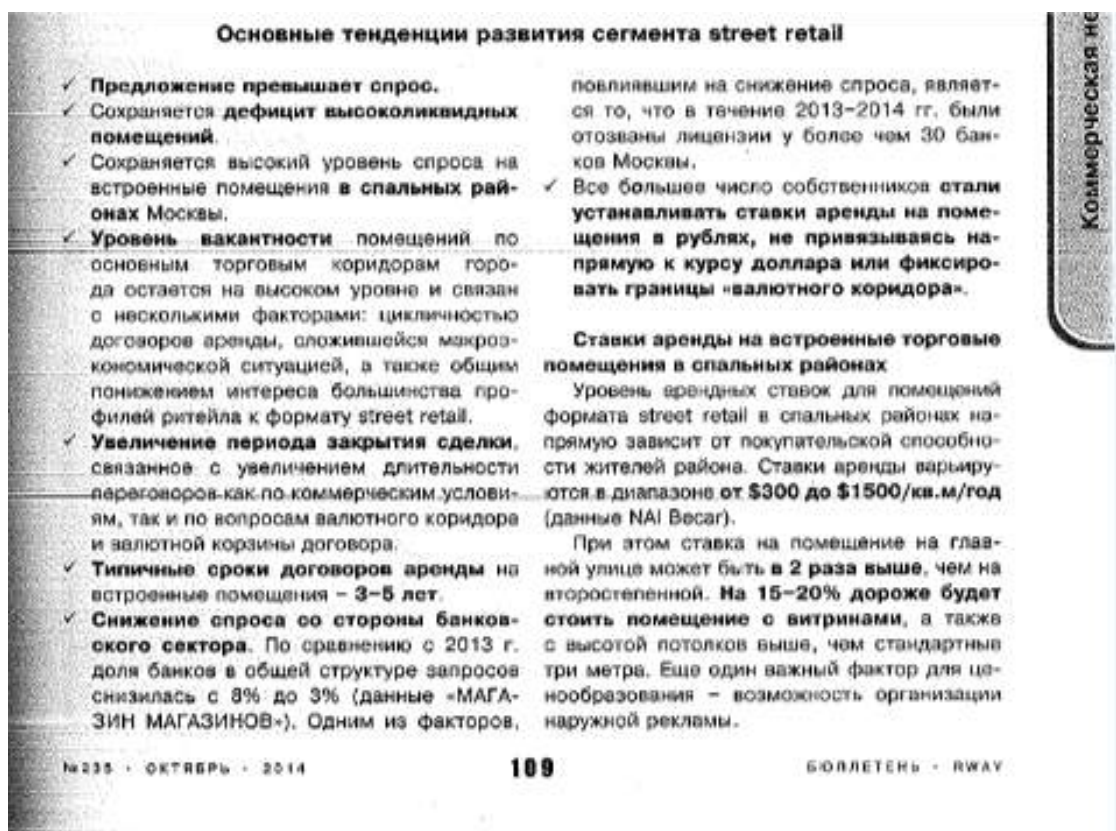 Основные тенденции развития сегмента street retail
✓ Предложение превышает спрос.
✓ Сохраняется дефицит высоколиквидных
помещений.
✓ Сохраняется высокий уровень спроса на
встроенные помещения в спальных рай-
онах Москвы.
✓ Уровень вакантности помещений по
основным торговым коридорам горо-
да остается на высоком уровне и связан
с несколькими факторами: цикличностью
договоров аренды, сложившейся макроэ-
кономической ситуацией, а также общим
понижением интереса большинства про-
филей ритейла к формату street retail.
✓ Увеличение периода закрытия сделки,
связанное с увеличением длительности
переговоров как по коммерческим услови-
ям, так и по вопросам валютного коридора
и валютной корзины договора.
✓ Типичные сроки договоров аренды на
встроенные помещения – 3–5 лет.
✓ Снижение спроса со стороны банков-
ского сектора. По сравнению с 2013 г.
доля банков в общей структуре запросов
снизилась с 8% до 3% (данные «МАГА-
ЗИН МАГАЗИНОВ»). Одним из факторов,
повлиявшим на снижение спроса, являет-
ся то, что в течение 2013–2014 гг. были
отозваны лицензии у более чем 30 бан-
ков Москвы.
✓ Все большее число собственников стали
устанавливать ставки аренды на поме-
щения в рублях, не привязываясь на-
прямую к курсу доллара или фиксиро-
вать границы «валютного коридора».
Ставки аренды на встроенные торговые
помещения в спальных районах
Уровень арендных ставок для помещений
формата street retail в спальных районах на-
прямую зависит от покупательской способно-
сти жителей района. Ставки аренды варьиру-
ются в диапазоне от $300 до $1500/кв.м/год
(данные NAI Becar).
При этом ставка на помещение на глав-
ной улице может быть в 2 раза выше, чем на
второстепенной. На 15–20% дороже будет
стоить помещение с витринами, а также
с высотой потолков выше, чем стандартные
три метра. Еще один важный фактор для це-
нообразования – возможность организации
наружной рекламы.
Коммерческая не
№235 · ОКТЯБРЬ · 2014
109
БЮЛЛЕТЕНЬ · RWAY